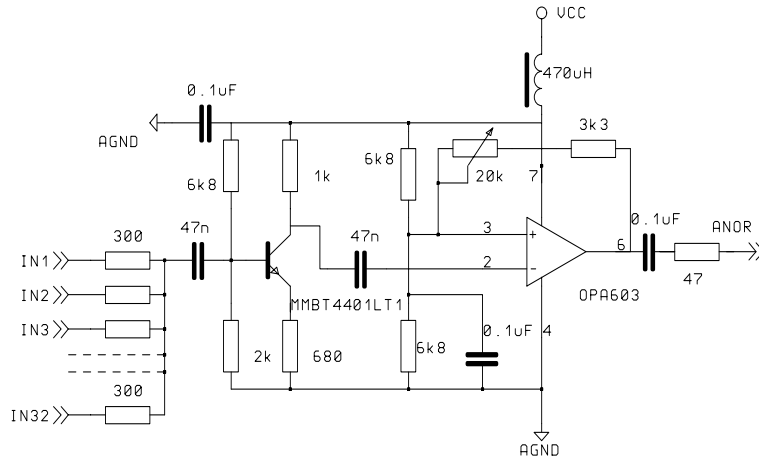 VCC
470uH
0.1uF
AGND
3k3
6k8
1k
6k8
20k
7
47n
47n
3
+
0.1uF
ANOR
300
6
IN1
2
-
47
IN2
MMBT4401LT1
OPA603
IN3
2k
680
6k8
0.1uF
4
300
IN32
AGND